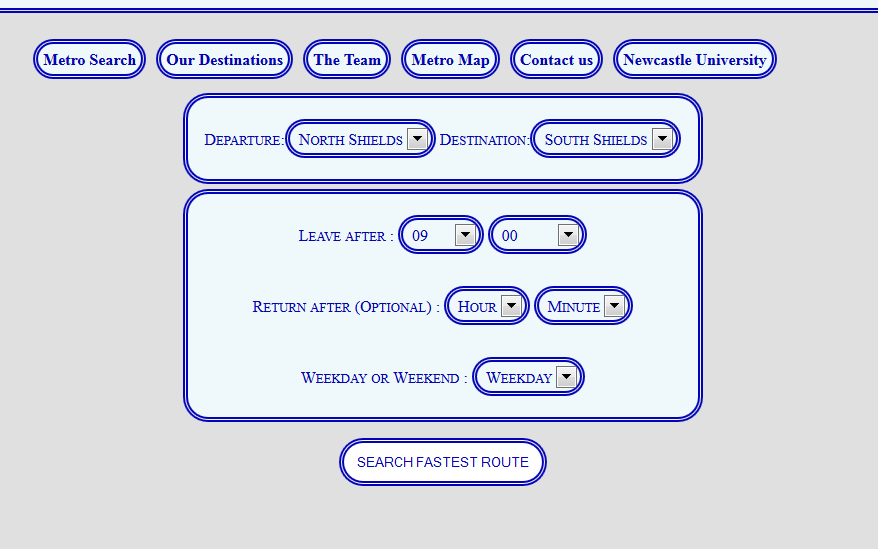 Metro Search Our Destinations The Team Metro Map Contact us Newcastle University
Departure: North Shields Destination: South Shields
Leave after : 09 00
Return after (Optional) : Hour Minute
Weekday or Weekend : Weekday
SEARCH FASTEST ROUTE